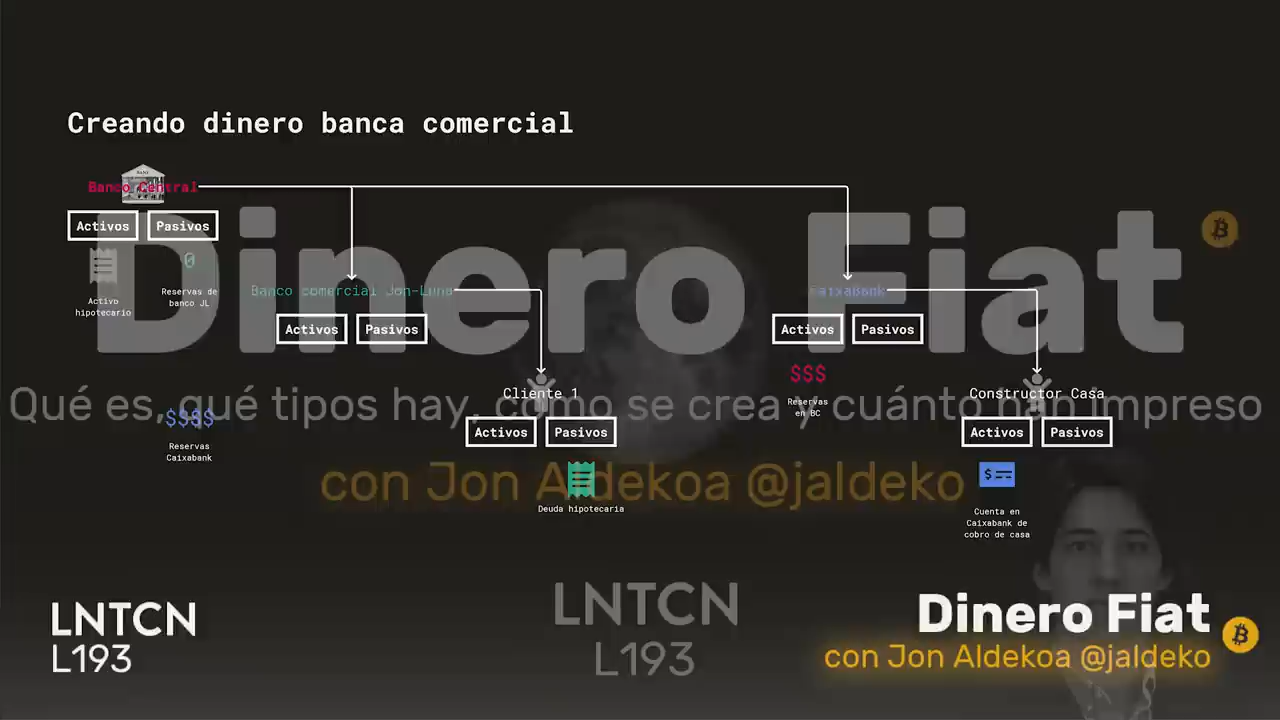 Creando dinero banca comercial
Banco Central
Activos
Pasivos
Activo
hipotecario
0
Reservas de
banco JL
$$$$
Reservas
Caixabank
Banco comercial Jon-Luna
Activos
Pasivos
Cliente 1
Activos
Pasivos
Deuda hipotecaria
CaixaBank
Activos
Pasivos
$$$
Reservas
en BC
Constructor Casa
Activos
Pasivos
Cuenta en
Caixabank de
cobro de casa
Dinero Fiat
Qué es, qué tipos hay, cómo se crea y cuánto han impreso
con Jon Aldekoa @jaldeko
LNTCN
L193
LNTCN
L193
Dinero Fiat
con Jon Aldekoa @jaldeko